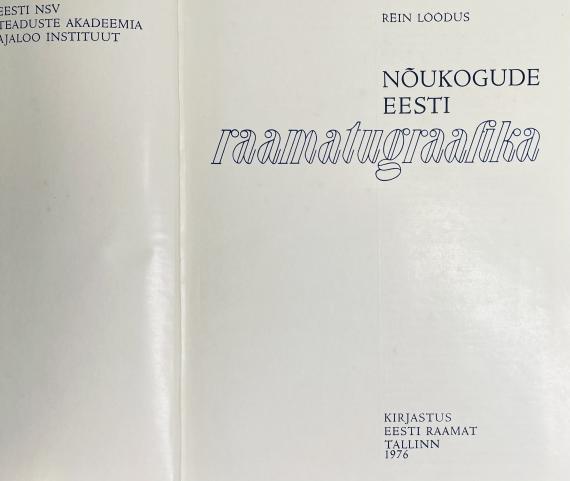 EESTI NSV
TEADUSTE AKADEEMIA
AJALOO INSTITUUT
REIN LOODUS
NÕUKOGUDE
EESTI
raamatugraafika
KIRJASTUS
EESTI RAAMAT
TALLINN
1976